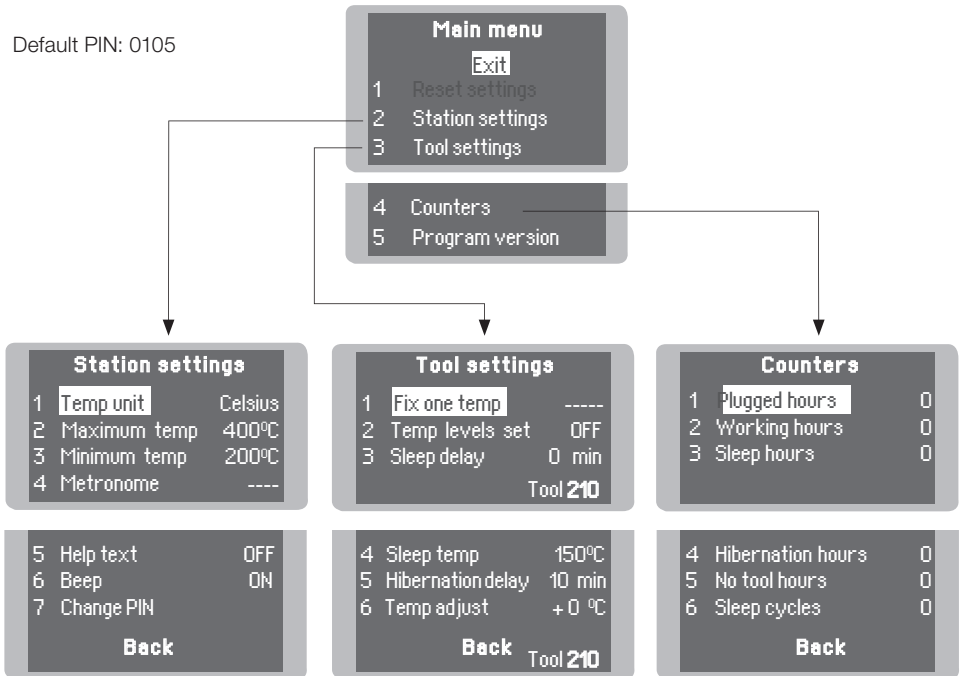 Default PIN: 0105
Main menu
Exit
1 Reset settings
2 Station settings
3 Tool settings
4 Counters
5 Program version
Station settings
1 Temp unit Celsius
2 Maximum temp 400ºC
3 Minimum temp 200ºC
4 Metronome ----
5 Help text OFF
6 Beep ON
7 Change PIN
Back
Tool settings
1 Fix one temp -----
2 Temp levels set OFF
3 Sleep delay 0 min
Tool 210
4 Sleep temp 150ºC
5 Hibernation delay 10 min
6 Temp adjust +0 ºC
Back Tool 210
Counters
1 Plugged hours 0
2 Working hours 0
3 Sleep hours 0
4 Hibernation hours 0
5 No tool hours 0
6 Sleep cycles 0
Back